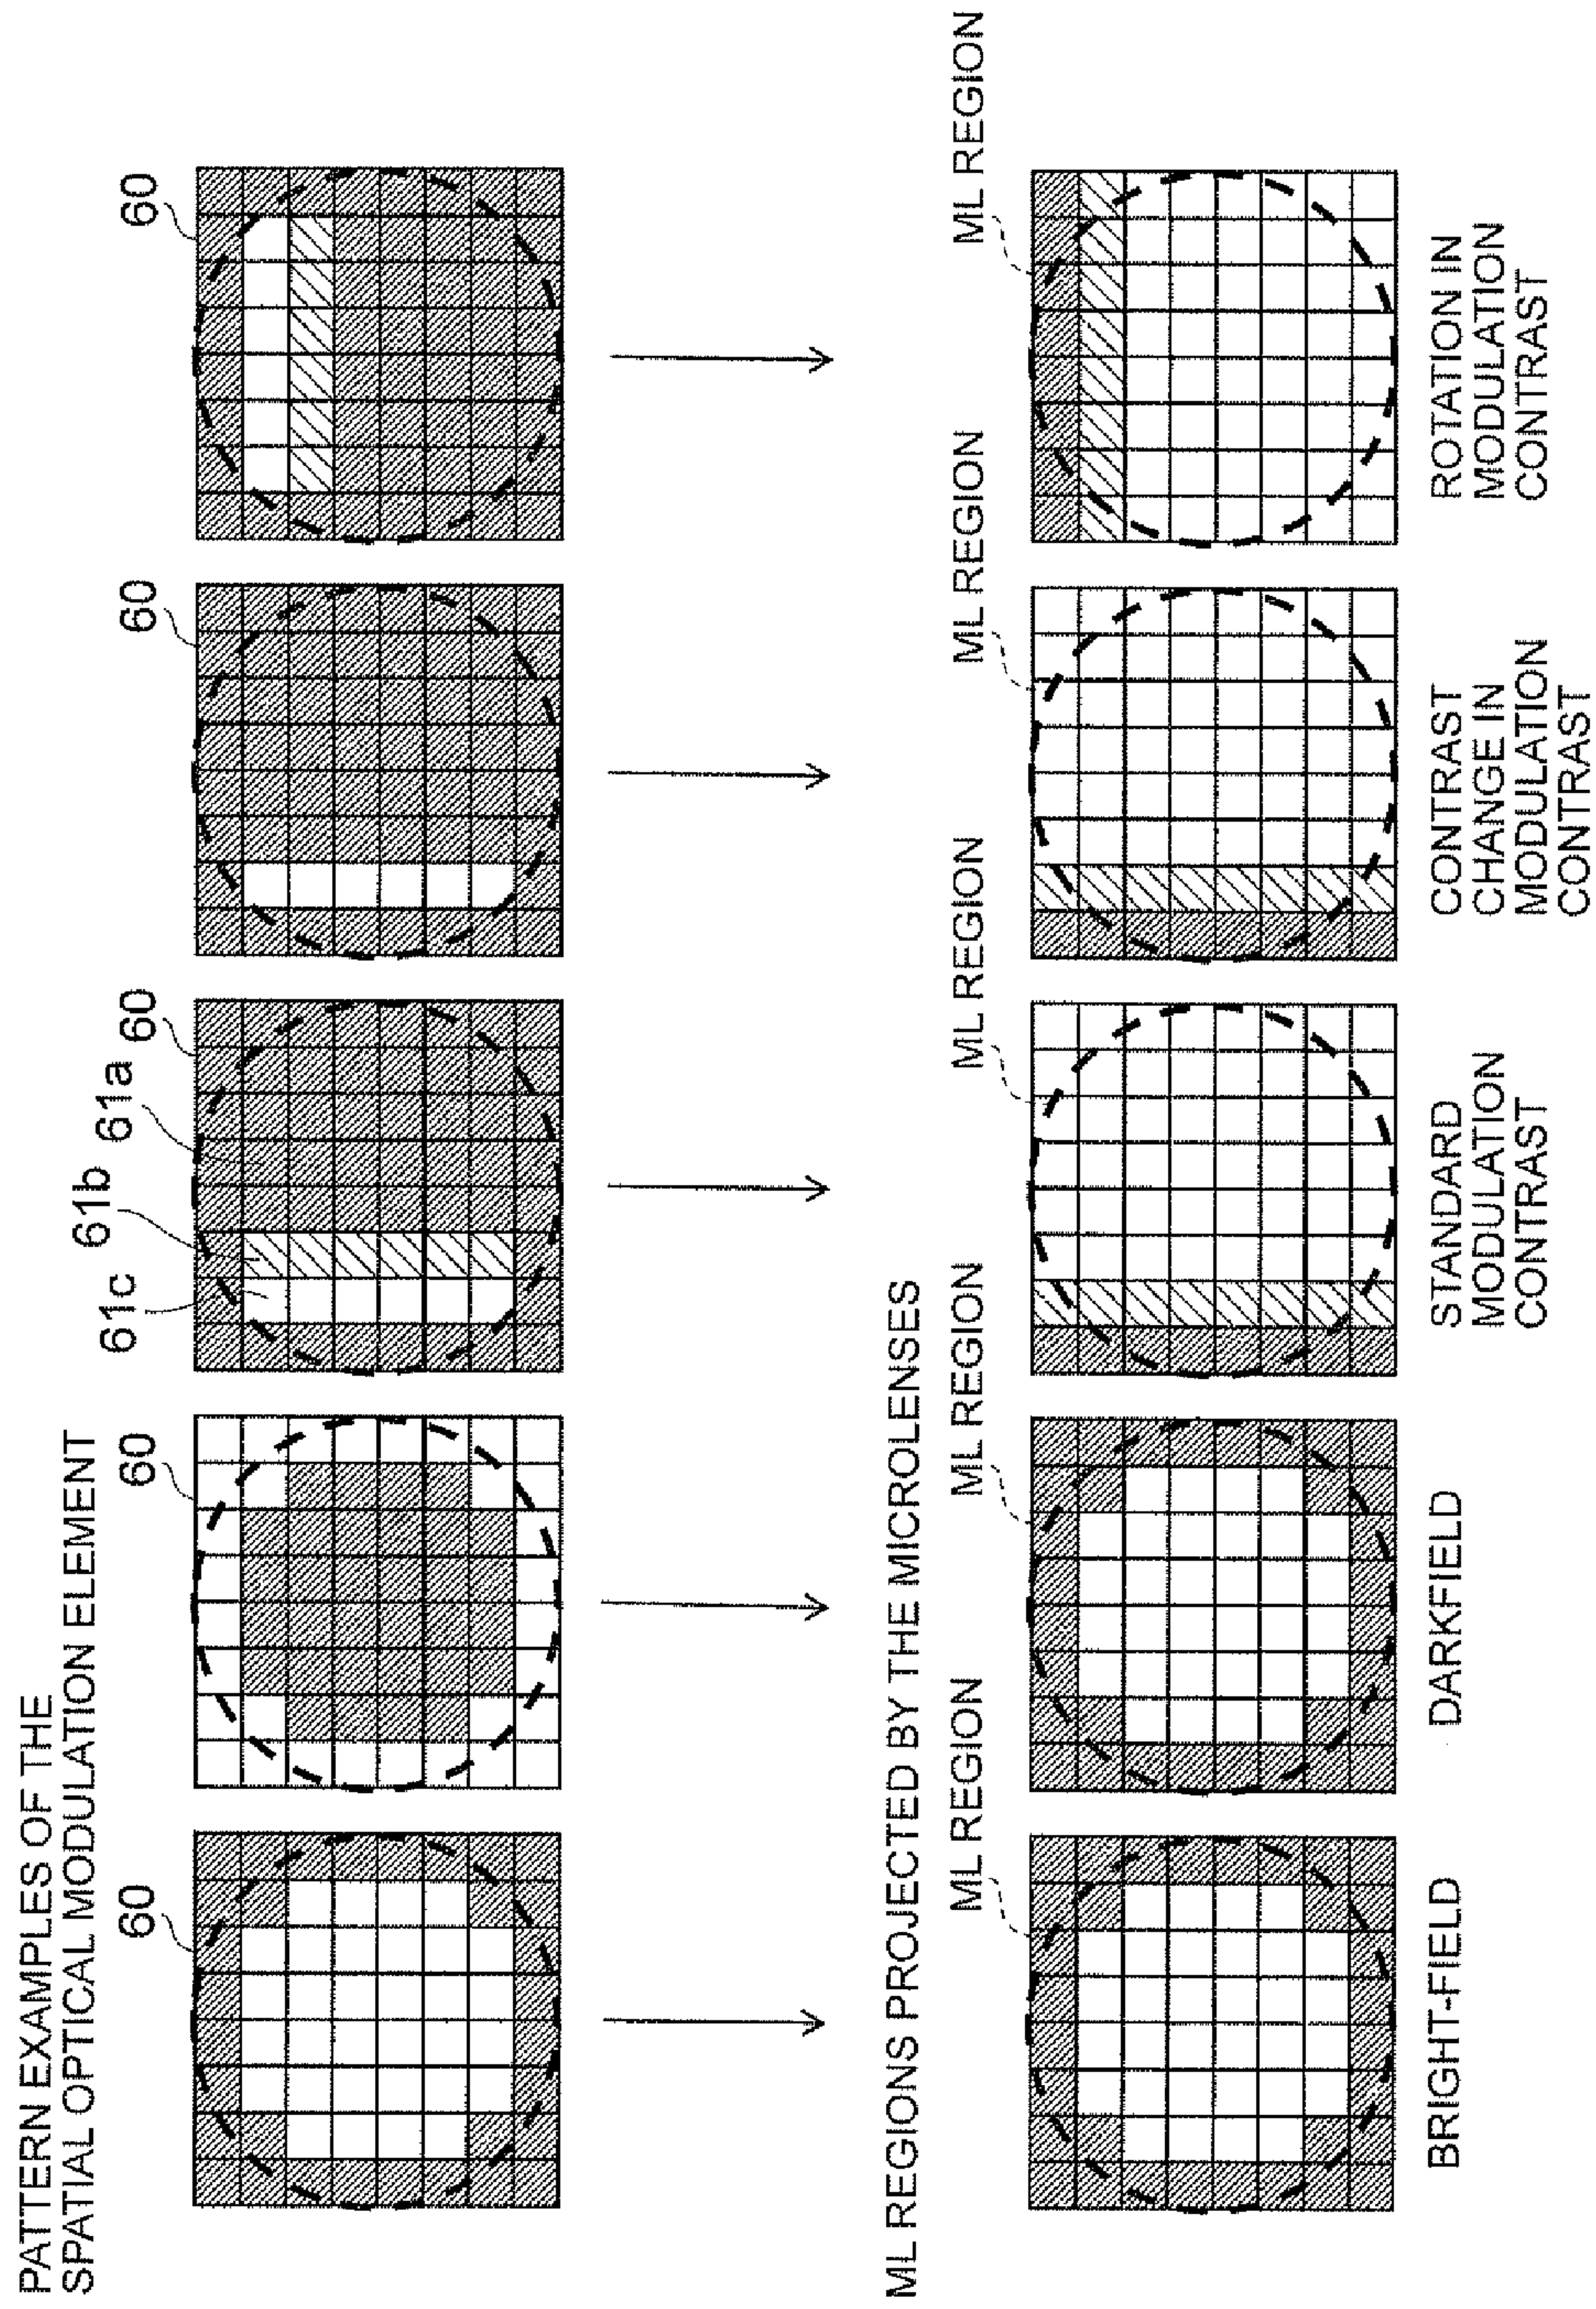 PATTERN EXAMPLES OF THE
SPATIAL OPTICAL MODULATION ELEMENT
60
60
61c
61b
61a
60
60
60
ML REGIONS PROJECTED BY THE MICROLENSES
ML REGION
ML REGION
ML REGION
ML REGION
ML REGION
BRIGHT-FIELD
DARKFIELD
STANDARD
MODULATION
CONTRAST
CONTRAST
CHANGE IN
MODULATION
CONTRAST
ROTATION IN
MODULATION
CONTRAST